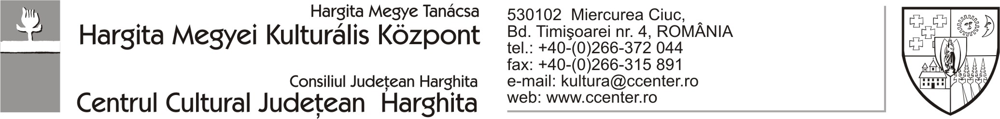 Hargita Megye Tanácsa
Hargita Megyei Kulturális Központ
Consiliul Județean Harghita
Centrul Cultural Județean Harghita
530102 Miercurea Ciuc,
Bd. Timişoarei nr. 4, ROMÂNIA
tel.: +40-(0)266-372 044
fax: +40-(0)266-315 891
e-mail: kultura@ccenter.ro
web: www.ccenter.ro